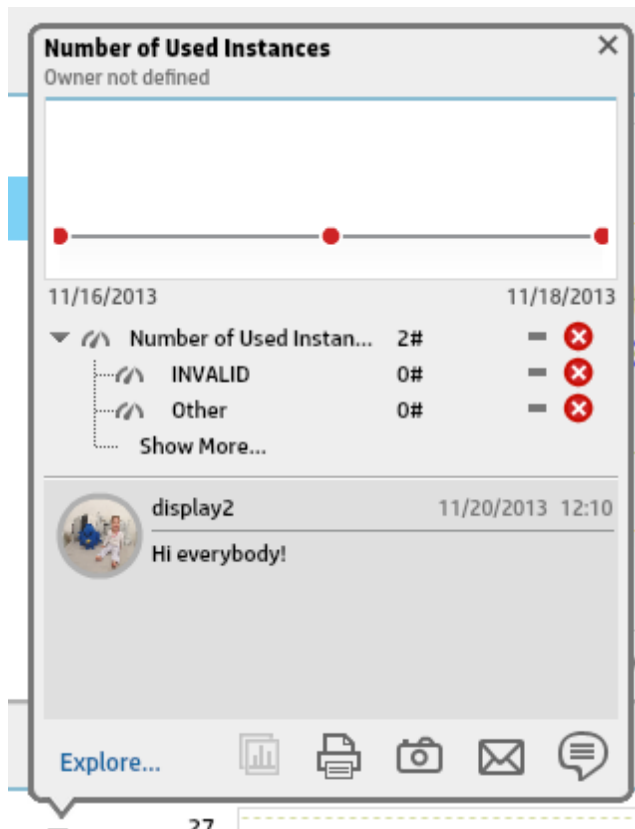 Number of Used Instances
Owner not defined
11/16/2013 11/18/2013
Number of Used Instan... 2#
INVALID 0#
Other 0#
Show More...
display2 11/20/2013 12:10
Hi everybody!
Explore...
27